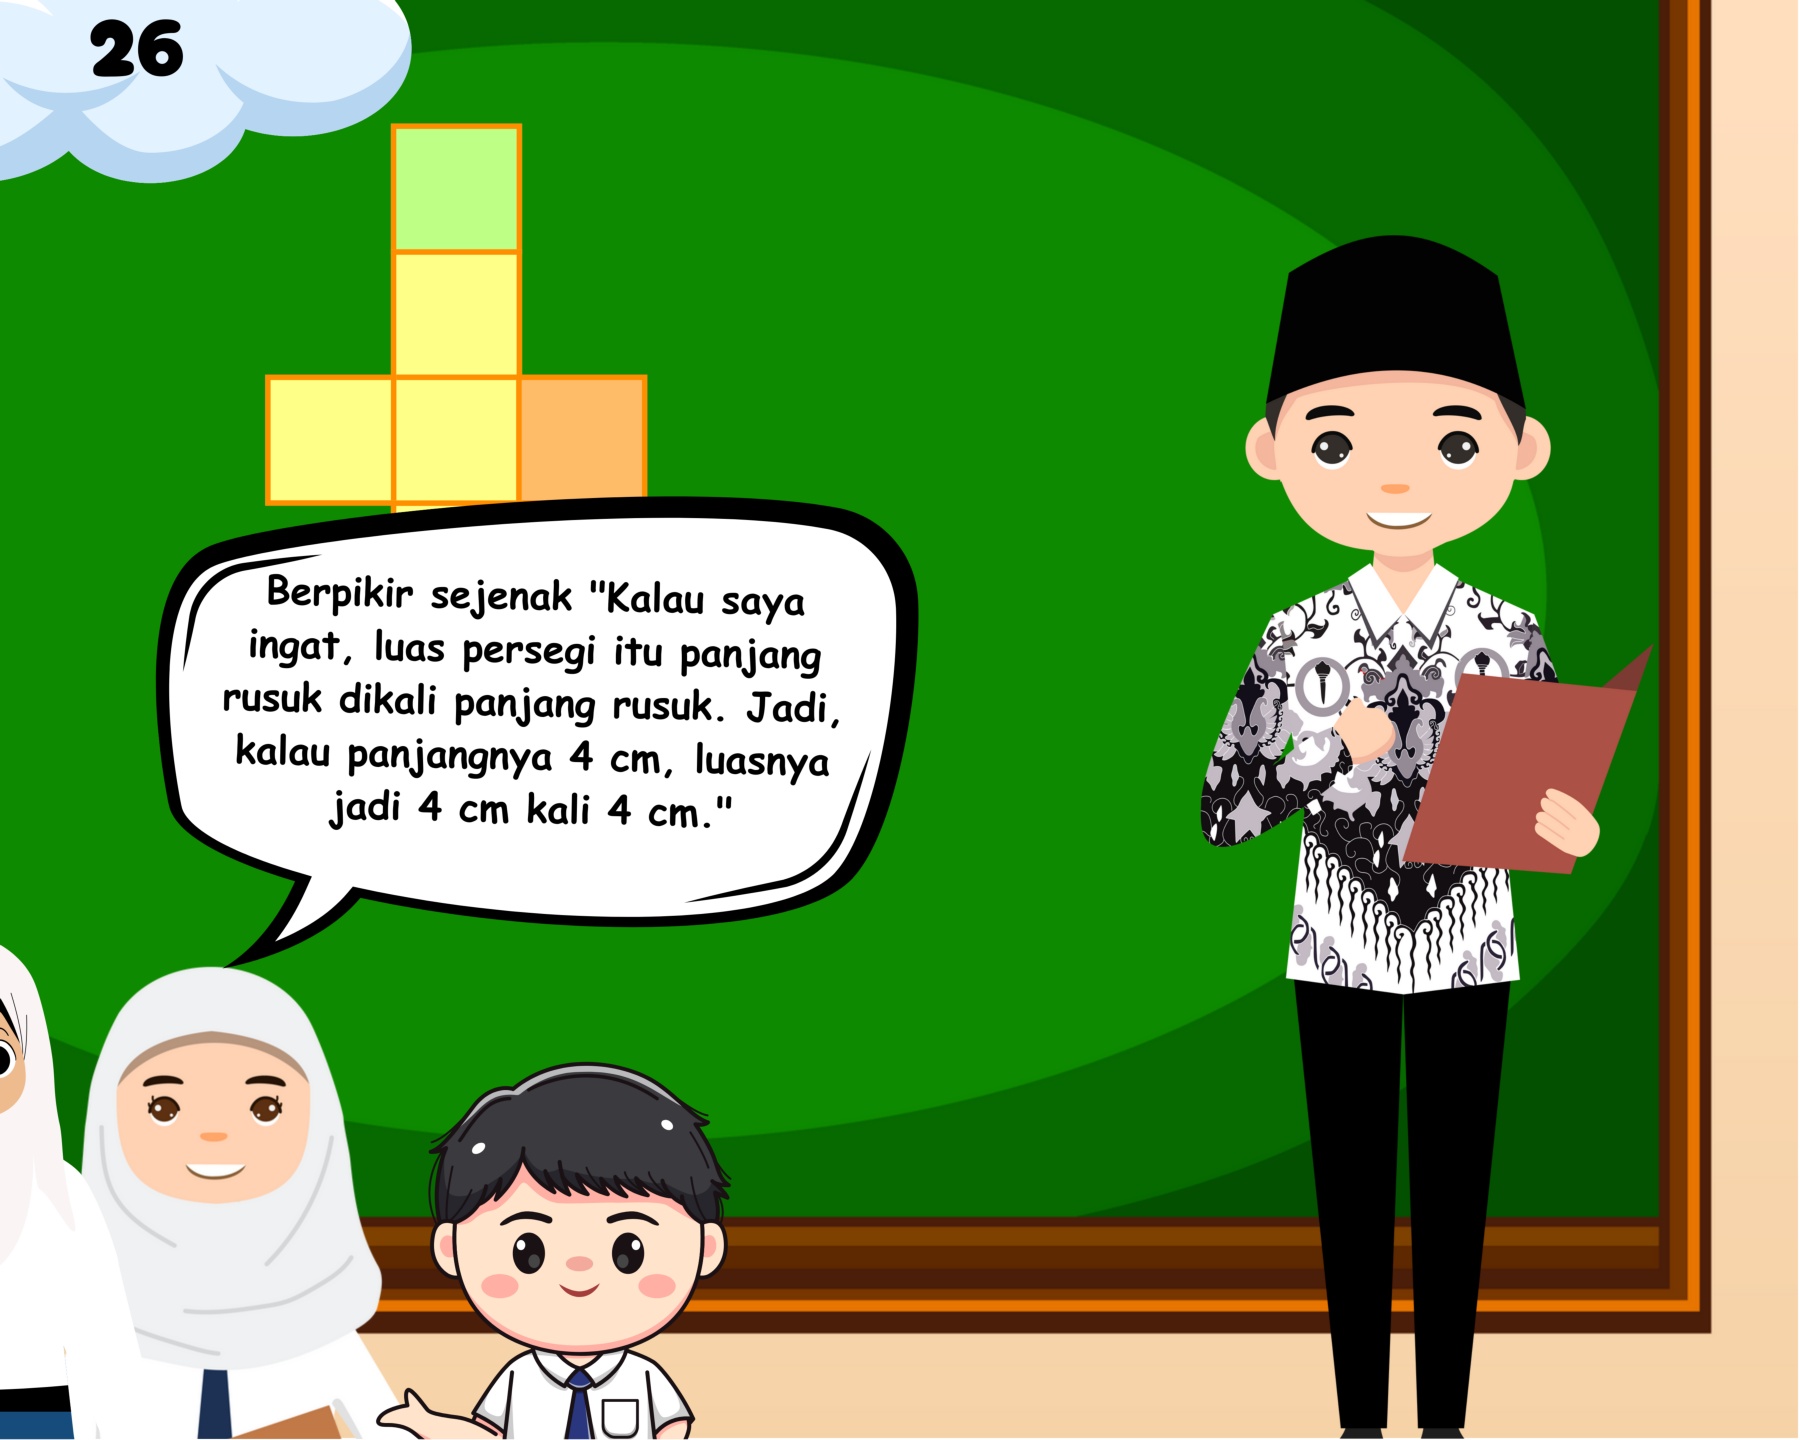 26
Berpikir sejenak "Kalau saya
ingat, luas persegi itu panjang
rusuk dikali panjang rusuk. Jadi,
kalau panjangnya 4 cm, luasnya
jadi 4 cm kali 4 cm."